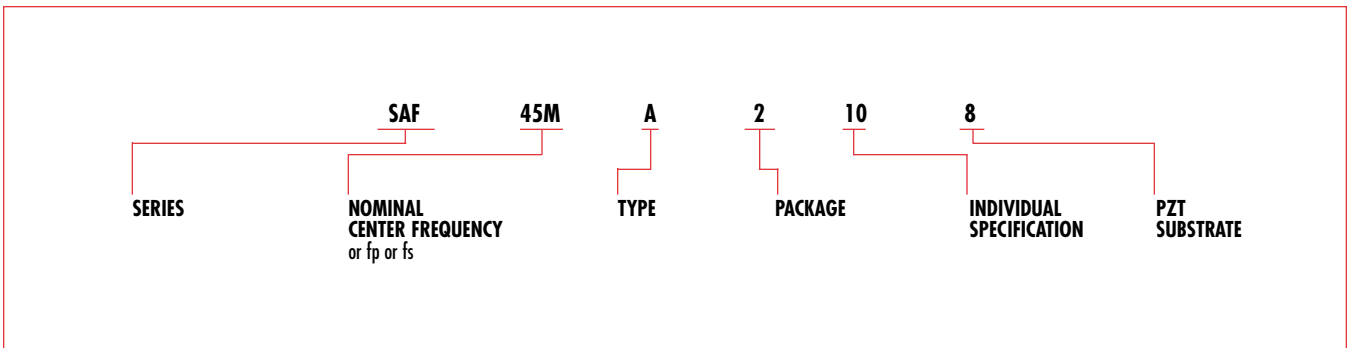 SAF 45M A 2 10 8
SERIES
NOMINAL
CENTER FREQUENCY
or fp or fs
TYPE
PACKAGE
INDIVIDUAL
SPECIFICATION
PZT
SUBSTRATE